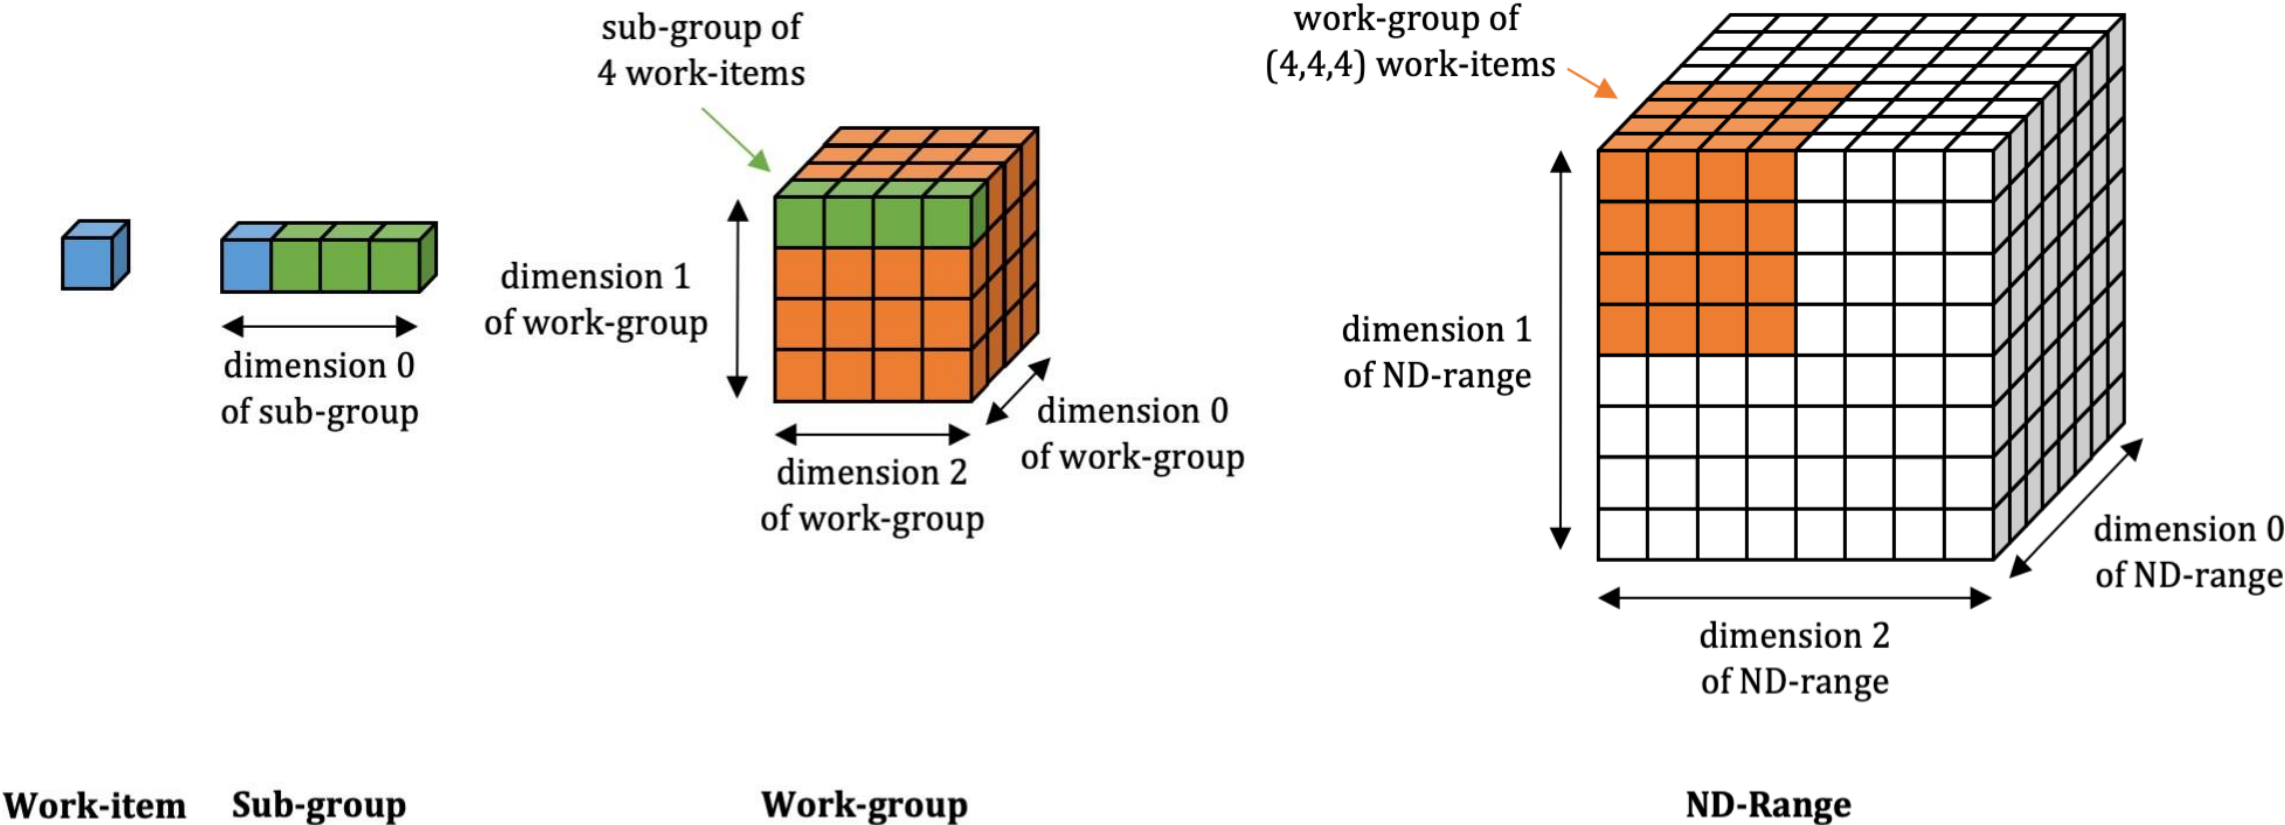 sub-group of
4 work-items
work-group of
(4,4,4) work-items
dimension 0
of sub-group
dimension 1
of work-group
dimension 0
of work-group
dimension 2
of work-group
dimension 1
of ND-range
dimension 0
of ND-range
dimension 2
of ND-range
Work-item
Sub-group
Work-group
ND-Range